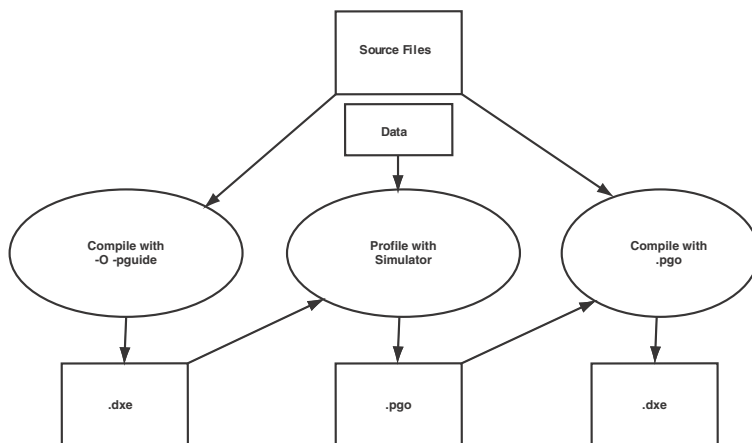 Source Files
Data
Compile with
-O -pguide
Profile with
Simulator
Compile with
.pgo
.dxe
.pgo
.dxe